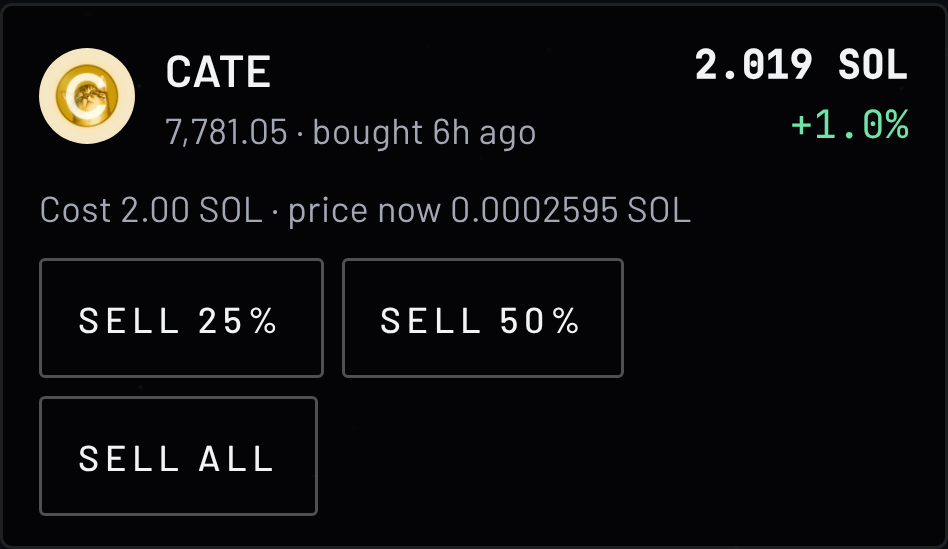 CATE
2.019 SOL
7,781.05 · bought 6h ago
+1.0%
Cost 2.00 SOL · price now 0.0002595 SOL
SELL 25%
SELL 50%
SELL ALL